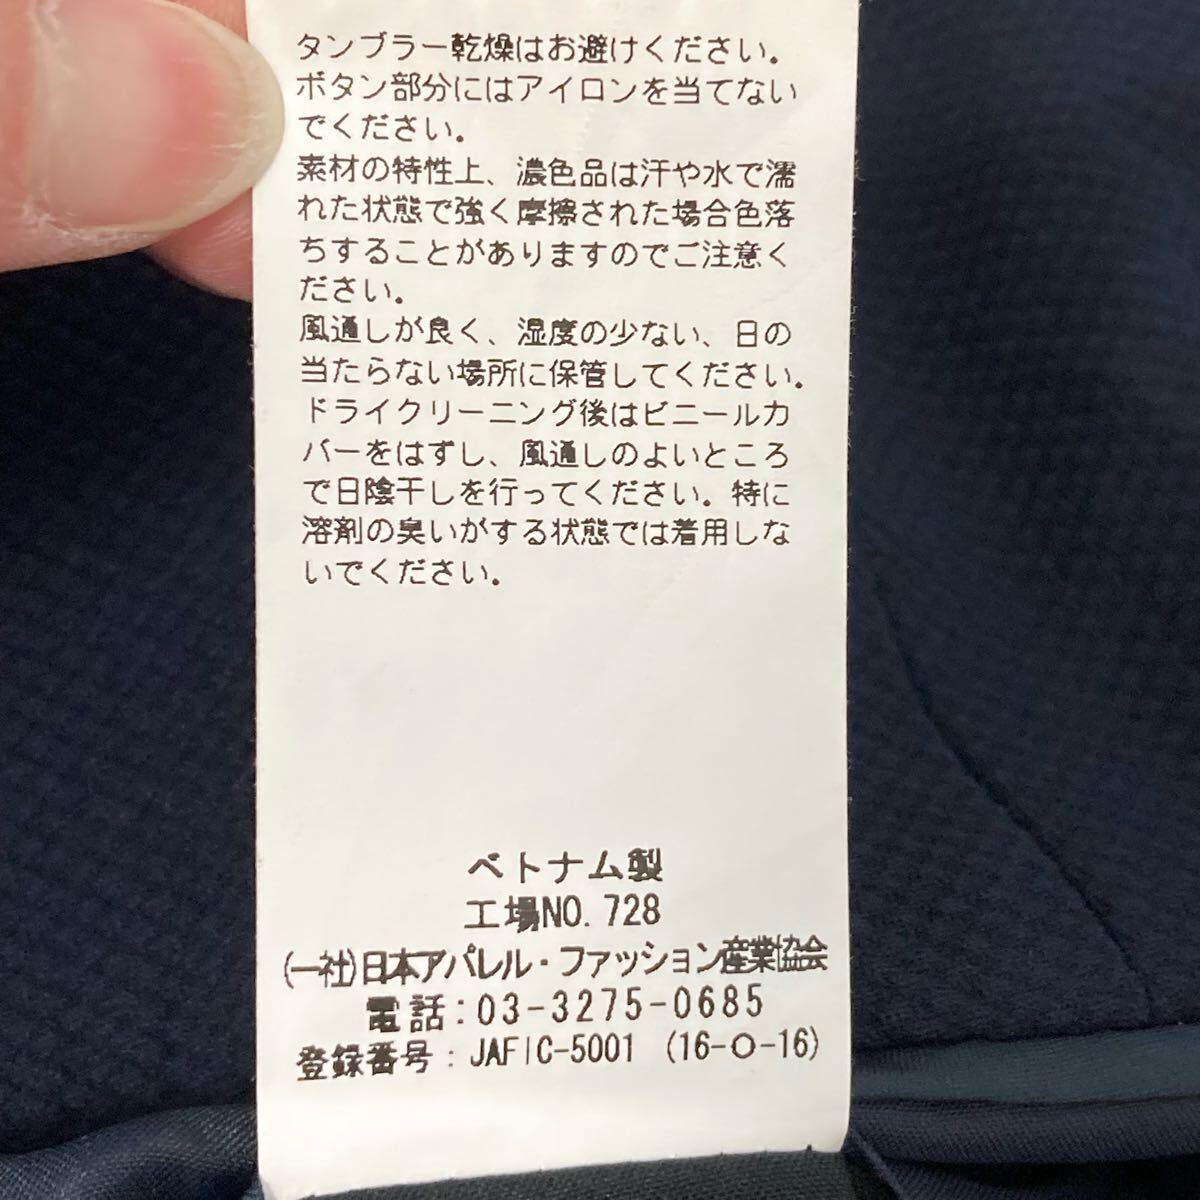 タンブラー乾燥はお避けください。
ボタン部分にはアイロンを当てない
でください。
素材の特性上、濃色品は汗や水で濡
れた状態で強く摩擦された場合色落
ちすることがありますのでご注意く
ださい。
風通しが良く、湿度の少ない、日の
当たらない場所に保管してください。
ドライクリーニング後はビニールカ
バーをはずし、風通しのよいところ
で日陰干しを行ってください。特に
溶剤の臭いがする状態では着用しな
いでください。
ベトナム製
工場NO.728
(一社)日本アパレル・ファッション産業協会
電話:03-3275-0685
登録番号:JAFIC-5001 (16-O-16)